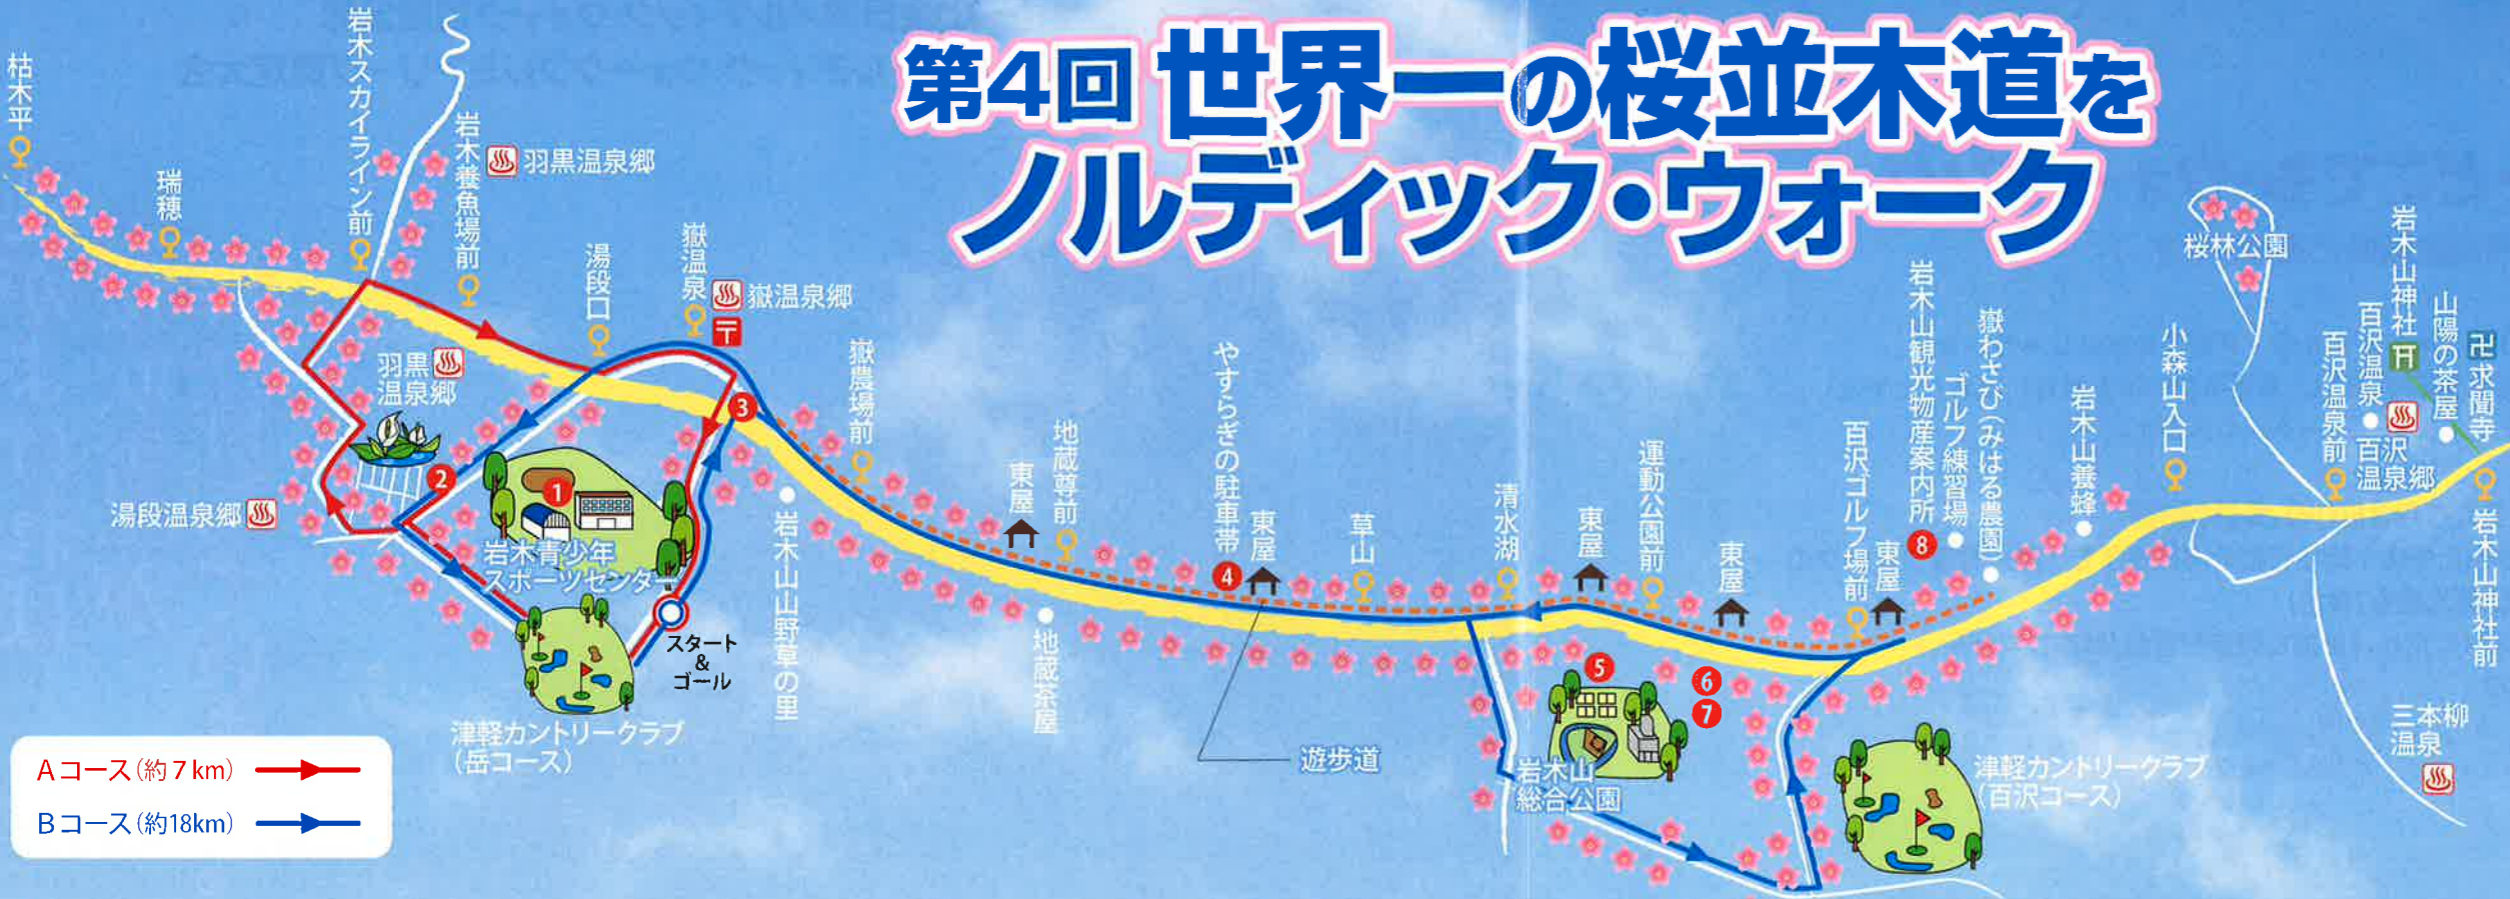 第4回 世界一の桜並木道を
ノルディック・ウォーク
枯木平
瑞穂
岩木スカイライン前
岩木養魚場前
羽黒温泉郷
湯段口
嶽温泉
嶽温泉郷
羽黒
温泉郷
湯段温泉郷
2
1
3
岩木青少年
スポーツセンター
スタート
&
ゴール
津軽カントリークラブ
(岳コース)
嶽農場前
岩木山山野草の里
東屋
地蔵尊前
地蔵茶屋
やすらぎの駐車帯
4
東屋
草山
遊歩道
清水湖
東屋
運動公園前
東屋
5
6
7
岩木山
総合公園
百沢ゴルフ場前
東屋
岩木山観光物産案内所
8
ゴルフ練習場
嶽わさび(みはる農園)
津軽カントリークラブ
(百沢コース)
岩木山養蜂
小森山入口
桜林公園
百沢温泉前
百沢温泉
百沢
温泉郷
岩木山神社
山陽の茶屋
卍求聞寺
岩木山神社前
三本柳
温泉
Aコース(約7km)
Bコース(約18km)